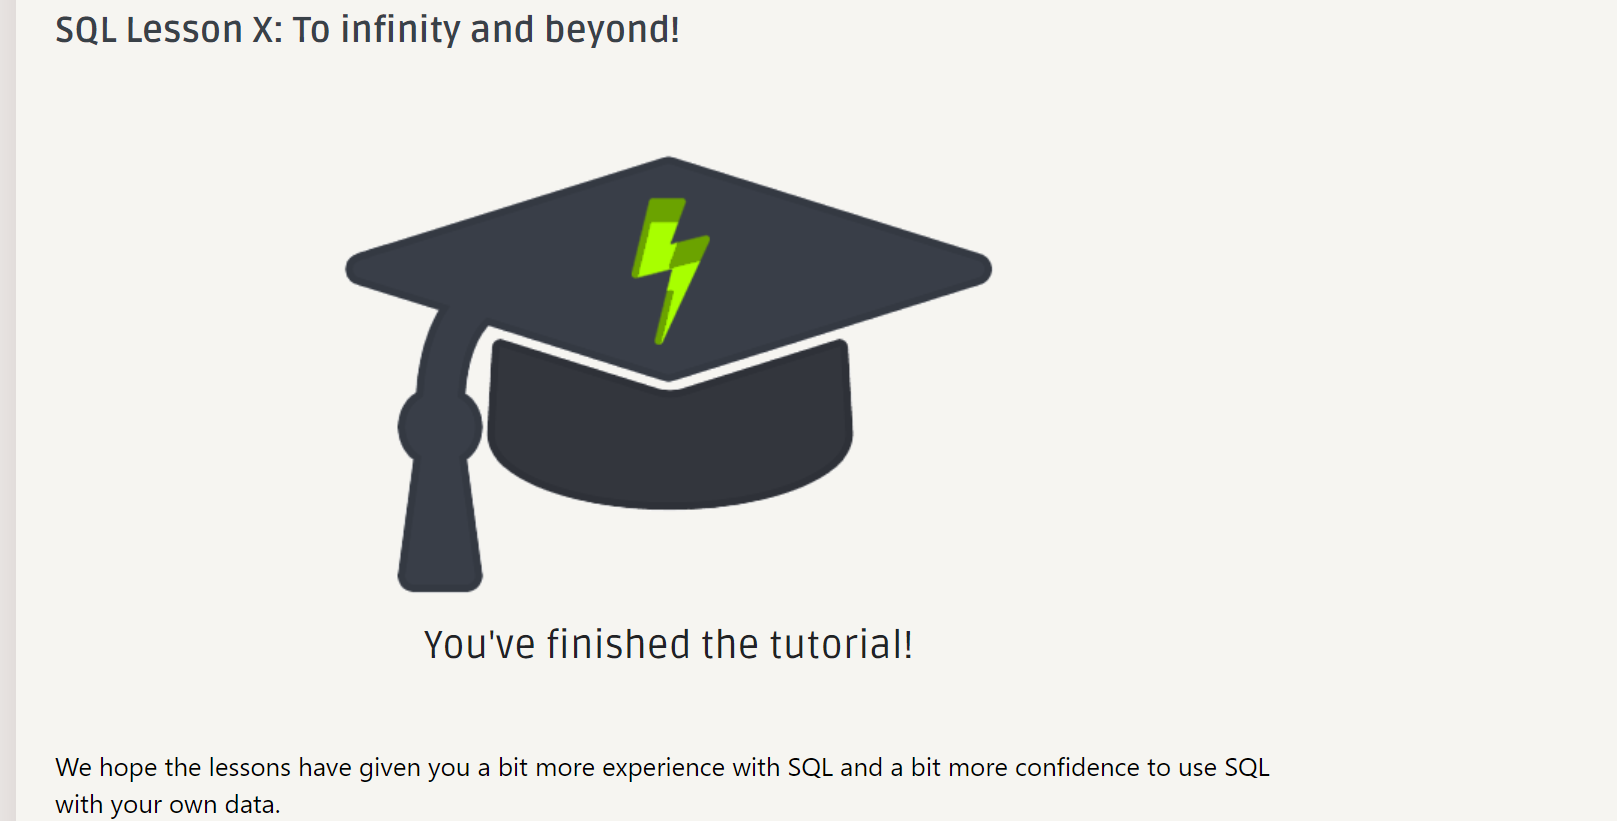 SQL Lesson X: To infinity and beyond!
You've finished the tutorial!
We hope the lessons have given you a bit more experience with SQL and a bit more confidence to use SQL
with your own data.